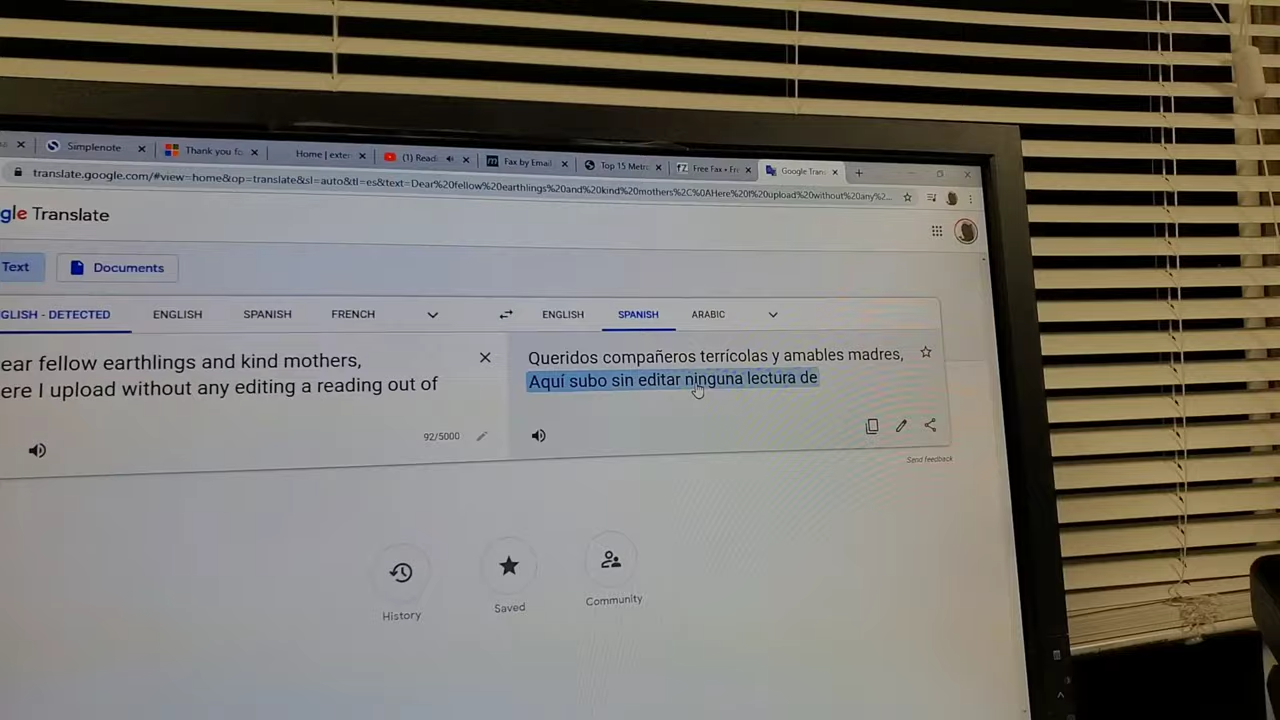 Simplenote
Thank you fo
Home | exter
(1) Read
Fax by Email
Top 15 Metr
Free Fax • Fr
Google Tran
translate.google.com/#view=home&op=translate&sl=auto&tl=es&text=Dear%20fellow%20earthlings%20and%20kind%20mothers%2C%0AHere%20I%20upload%20without%20any%2...
gle Translate
Text
Documents
GLISH - DETECTED
ENGLISH
SPANISH
FRENCH
ENGLISH
SPANISH
ARABIC
ear fellow earthlings and kind mothers,
ere I upload without any editing a reading out of
92/5000
Queridos compañeros terrícolas y amables madres,
Aquí subo sin editar ninguna lectura de
Send feedback
History
Saved
Community